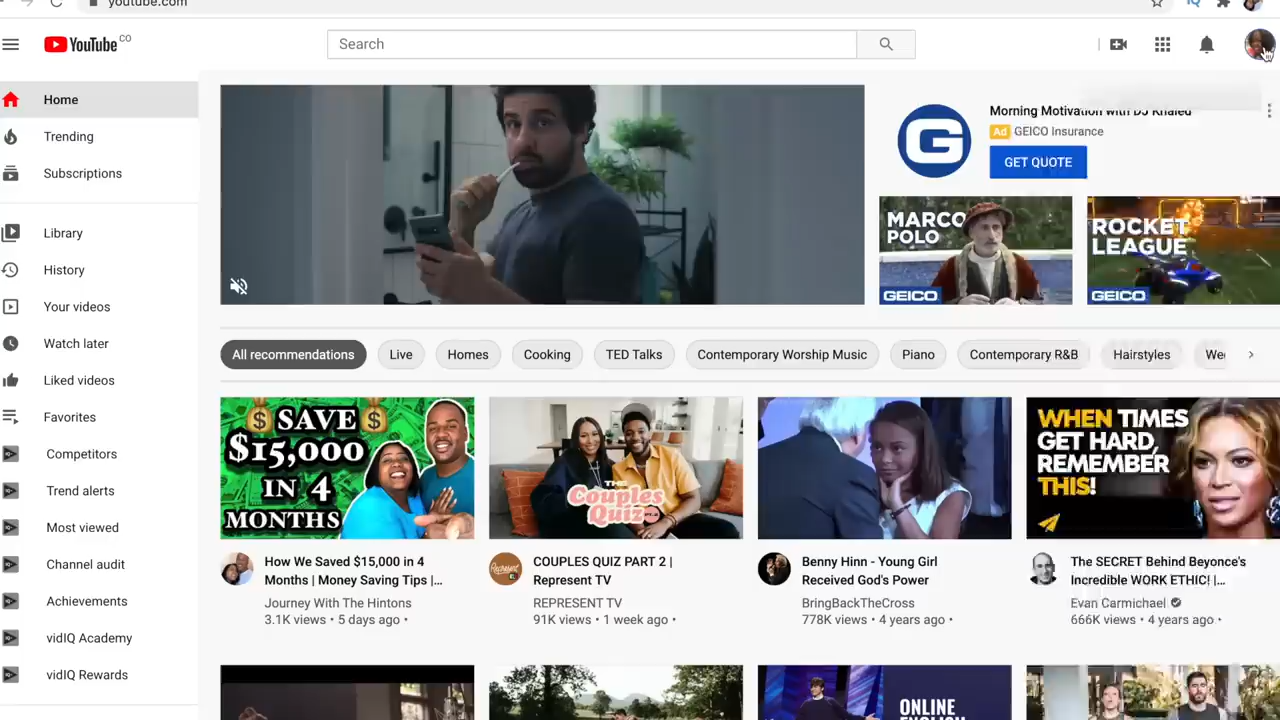 youtube.com
YouTube CO
Search
Home
Trending
Subscriptions
Library
History
Your videos
Watch later
Liked videos
Favorites
Competitors
Trend alerts
Most viewed
Channel audit
Achievements
vidIQ Academy
vidIQ Rewards
Morning Motivation with DJ Khaled
Ad GEICO Insurance
GET QUOTE
MARCO
POLO
GEICO
ROCKET
LEAGUE
GEICO
All recommendations
Live
Homes
Cooking
TED Talks
Contemporary Worship Music
Piano
Contemporary R&B
Hairstyles
SAVE
$15,000
IN 4
MONTHS
How We Saved $15,000 in 4
Months | Money Saving Tips |...
Journey With The Hintons
3.1K views • 5 days ago •
THE
Couples
Quiz
COUPLES QUIZ PART 2 |
Represent TV
REPRESENT TV
91K views • 1 week ago •
Benny Hinn - Young Girl
Received God's Power
BringBackTheCross
778K views • 4 years ago •
WHEN TIMES
GET HARD,
REMEMBER
THIS!
The SECRET Behind Beyonce's
Incredible WORK ETHIC! |...
Evan Carmichael
666K views • 4 years ago •
ONLINE
ENGLISH